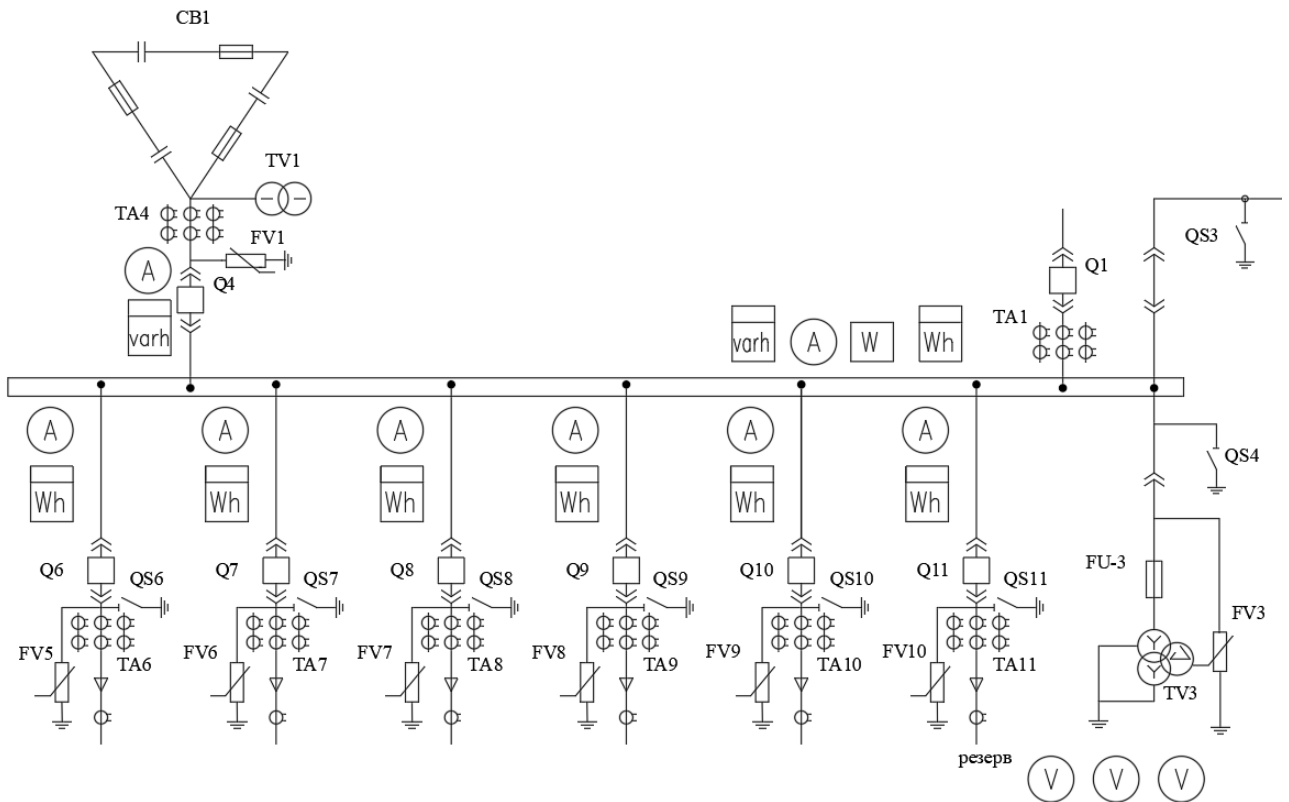 CB1
TV1
TA4
FV1
A
Q4
varh
QS3
Q1
TA1
varh
A
W
Wh
A
A
A
A
A
A
Wh
Wh
Wh
Wh
Wh
Wh
QS4
Q6
QS6
Q7
QS7
Q8
QS8
Q9
QS9
Q10
QS10
Q11
QS11
FU-3
FV3
FV5
TA6
FV6
TA7
FV7
TA8
FV8
TA9
FV9
TA10
FV10
TA11
Y
Y
TV3
резерв
V
V
V